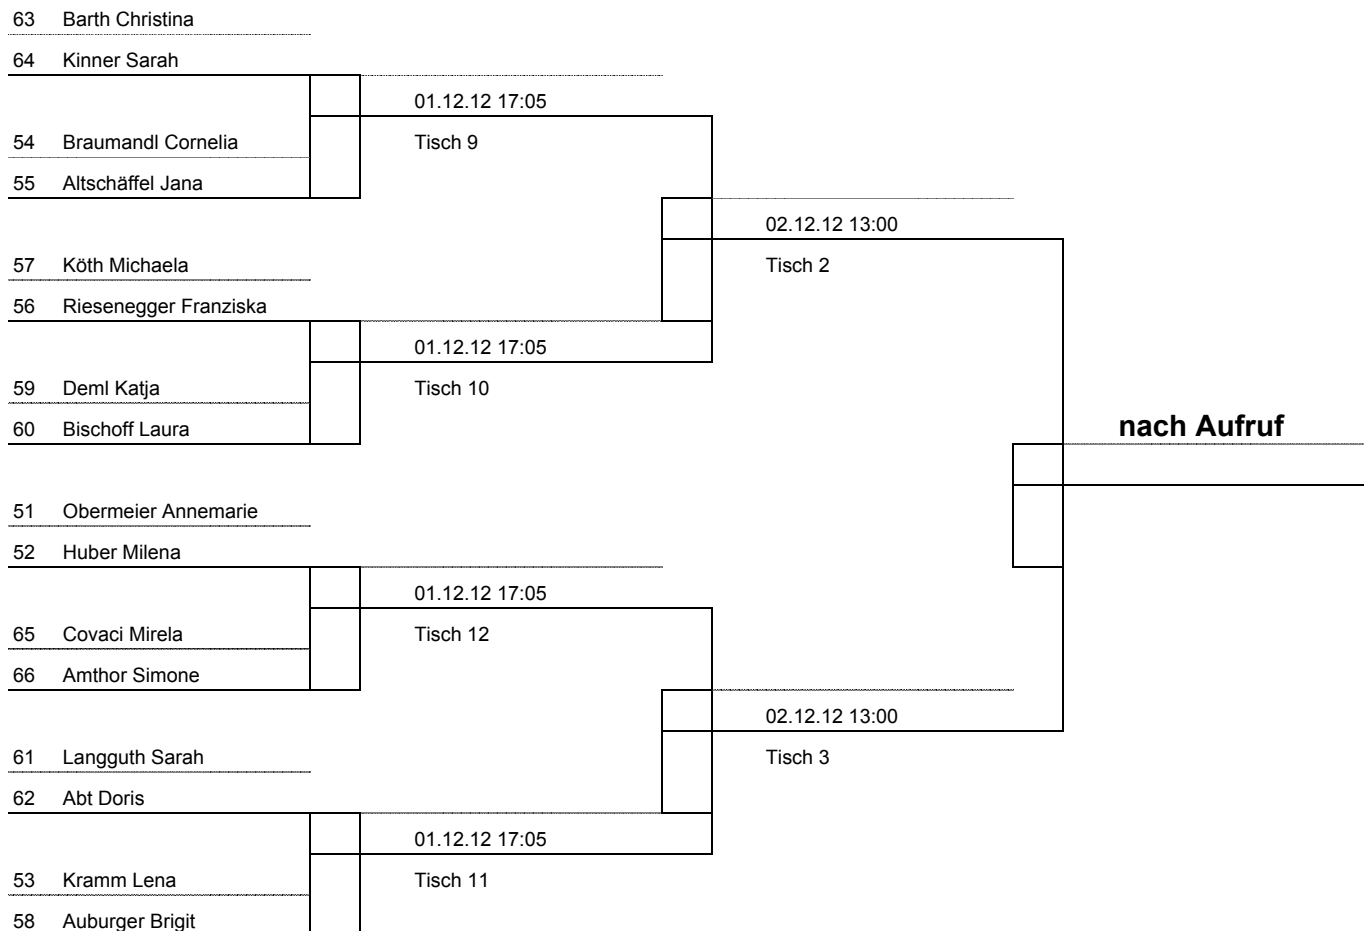 63 Barth Christina
64 Kinner Sarah
01.12.12 17:05
54 Braumandl Cornelia Tisch 9
55 Altschäffel Jana
02.12.12 13:00
57 Köth Michaela Tisch 2
56 Riesenegger Franziska
01.12.12 17:05
59 Deml Katja Tisch 10
60 Bischoff Laura nach Aufruf
51 Obermeier Annemarie
52 Huber Milena
01.12.12 17:05
65 Covaci Mirela Tisch 12
66 Amthor Simone
02.12.12 13:00
61 Langguth Sarah Tisch 3
62 Abt Doris
01.12.12 17:05
53 Kramm Lena Tisch 11
58 Auburger Brigit